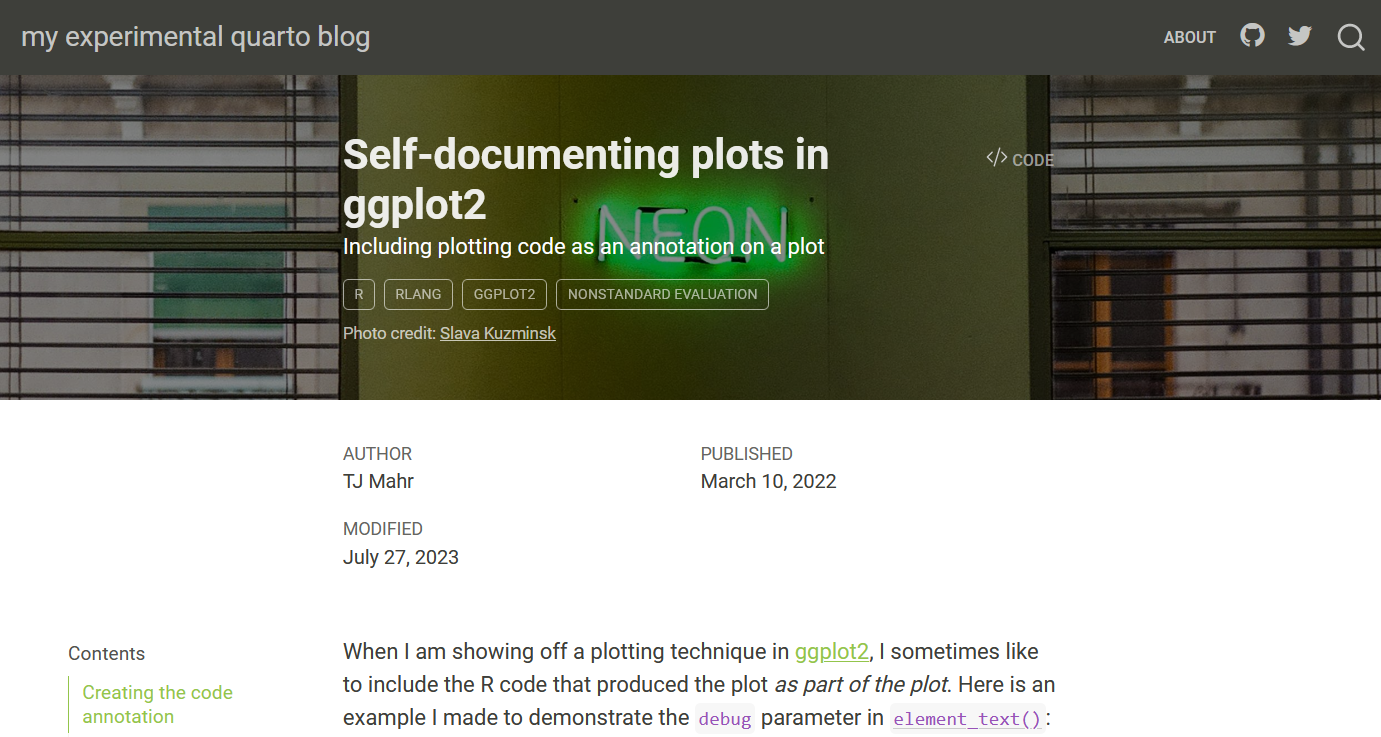 my experimental quarto blog
ABOUT
Self-documenting plots in
ggplot2
</> CODE
NEON
Including plotting code as an annotation on a plot
R RLANG GGPLOT2 NONSTANDARD EVALUATION
Photo credit: Slava Kuzminsk
AUTHOR
TJ Mahr
PUBLISHED
March 10, 2022
MODIFIED
July 27, 2023
Contents
Creating the code
annotation
When I am showing off a plotting technique in ggplot2, I sometimes like
to include the R code that produced the plot as part of the plot. Here is an
example I made to demonstrate the debug parameter in element_text():